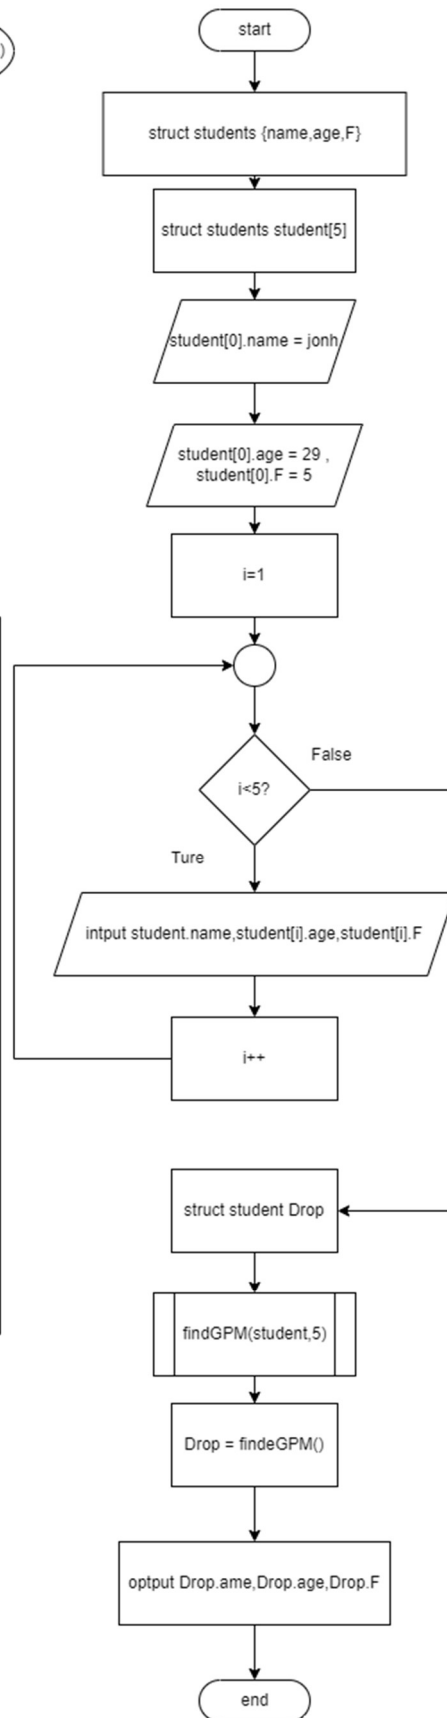 start
)
struct students {name,age,F}
struct students student[5]
student[0].name = jonh
student[0].age = 29 ,
student[0].F = 5
i=1
False
i<5?
Ture
intput student.name,student[i].age,student[i].F
i++
struct student Drop
findGPM(student,5)
Drop = findeGPM()
optput Drop.ame,Drop.age,Drop.F
end